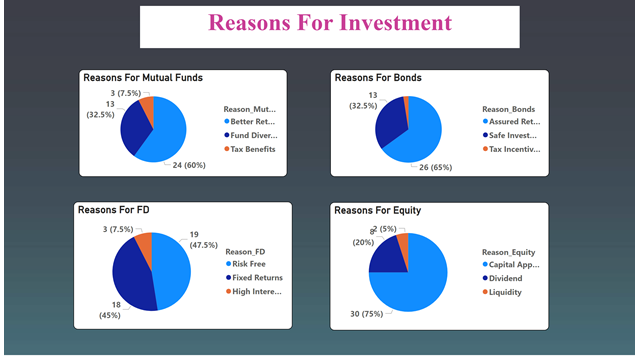 Reasons For Investment
Reasons For Mutual Funds
3 (7.5%)
13
(32.5%)
24 (60%)
Reason_Mut...
Better Ret...
Fund Diver...
Tax Benefits
Reasons For Bonds
13
(32.5%)
26 (65%)
Reason_Bonds
Assured Ret...
Safe Invest...
Tax Incentiv...
Reasons For FD
3 (7.5%)
19
(47.5%)
18
(45%)
Reason_FD
Risk Free
Fixed Returns
High Intere...
Reasons For Equity
2 (5%)
8
(20%)
30 (75%)
Reason_Equity
Capital App...
Dividend
Liquidity